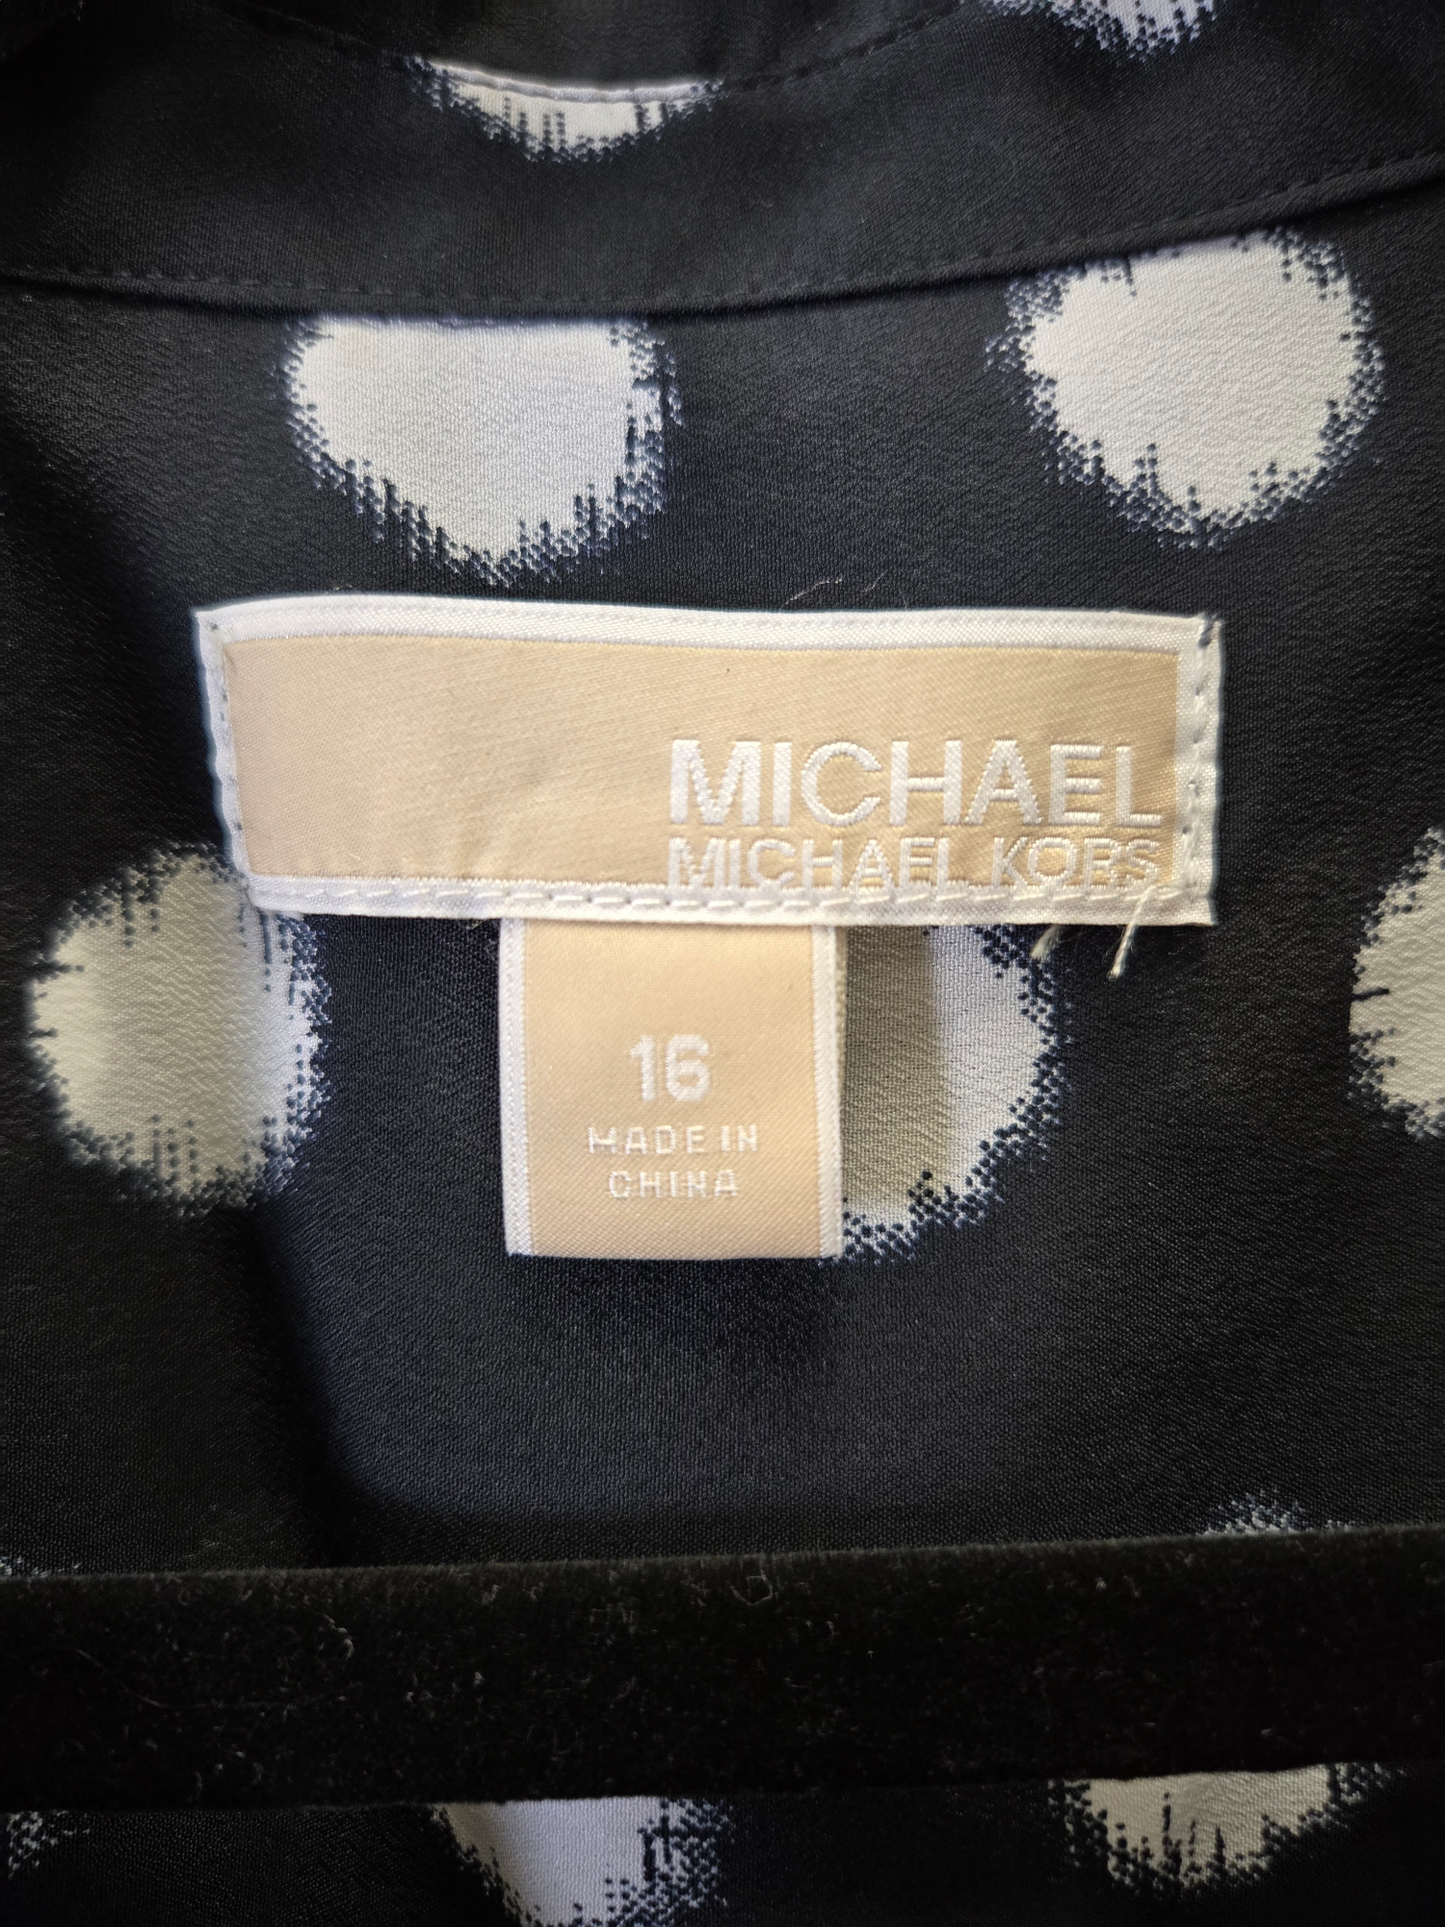 MICHAEL
MICHAEL KORS
16
MADE IN
CHINA